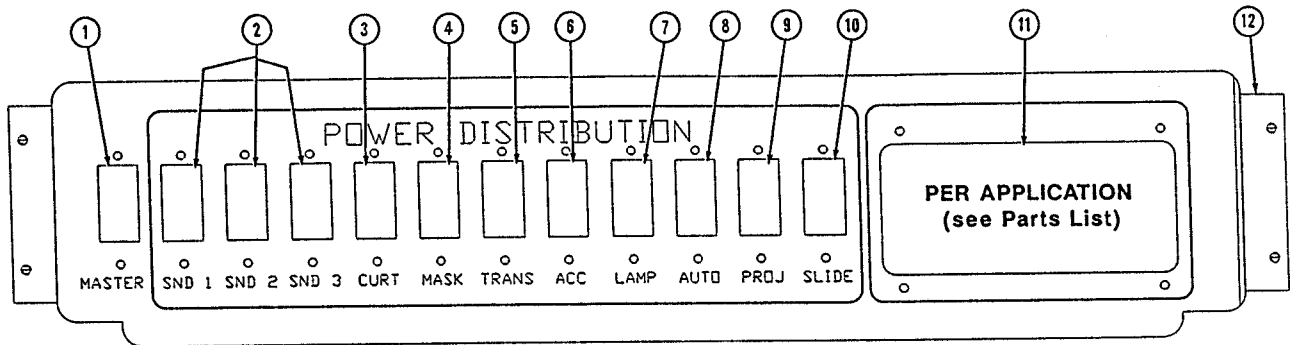 1 2 3 4 5 6 7 8 9 10 11 12
POWER DISTRIBUTION
PER APPLICATION
(see Parts List)
MASTER SND 1 SND 2 SND 3 CURT MASK TRANS ACC LAMP AUTO PROJ SLIDE